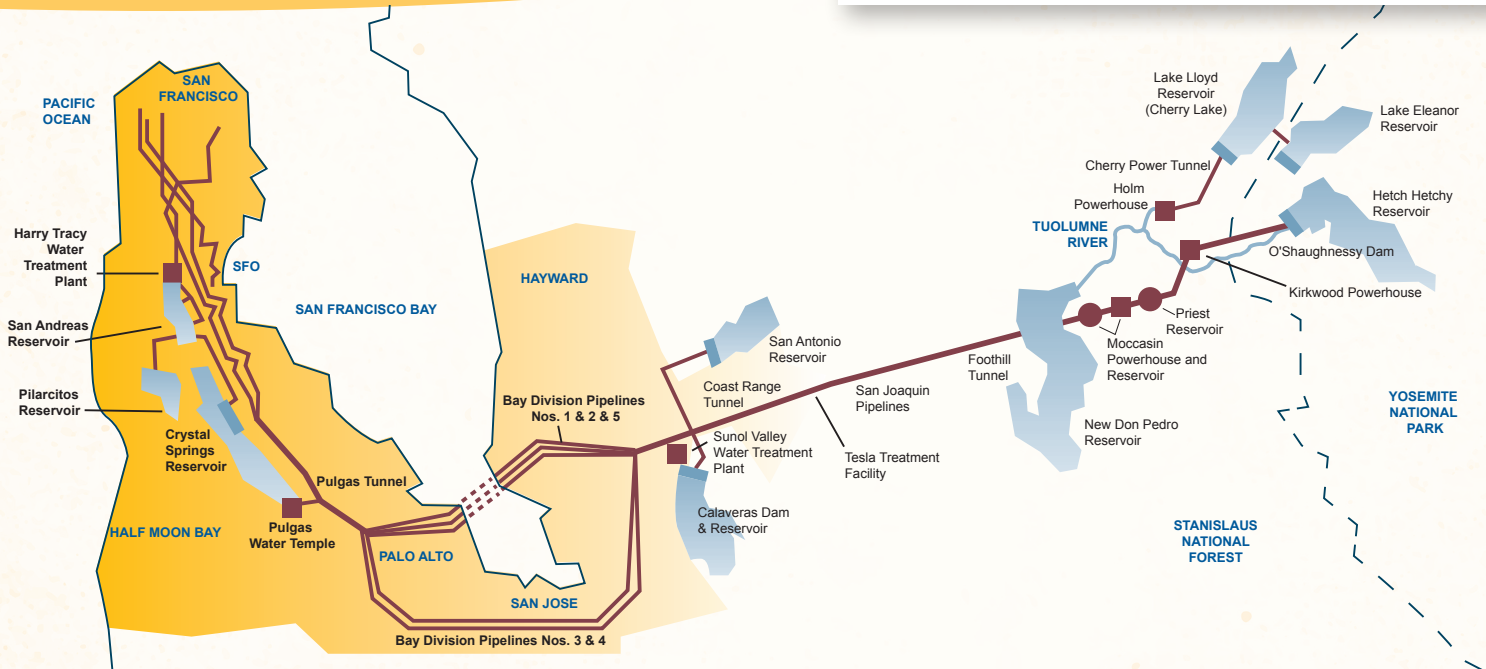 SAN
FRANCISCO
PACIFIC
OCEAN
Harry Tracy
Water
Treatment
Plant
SFO
SAN FRANCISCO BAY
San Andreas
Reservoir
Pilarcitos
Reservoir
Crystal
Springs
Reservoir
Pulgas Tunnel
HALF MOON BAY
Pulgas
Water Temple
PALO ALTO
SAN JOSE
Bay Division Pipelines Nos. 3 & 4
HAYWARD
Bay Division Pipelines
Nos. 1 & 2 & 5
San Antonio
Reservoir
Coast Range
Tunnel
Sunol Valley
Water Treatment
Plant
Calaveras Dam
& Reservoir
San Joaquin
Pipelines
Tesla Treatment
Facility
Foothill
Tunnel
New Don Pedro
Reservoir
Moccasin
Powerhouse and
Reservoir
Priest
Reservoir
TUOLUMNE
RIVER
Holm
Powerhouse
Cherry Power Tunnel
Lake Lloyd
Reservoir
(Cherry Lake)
Lake Eleanor
Reservoir
Hetch Hetchy
Reservoir
O'Shaughnessy Dam
Kirkwood Powerhouse
YOSEMITE
NATIONAL
PARK
STANISLAUS
NATIONAL
FOREST